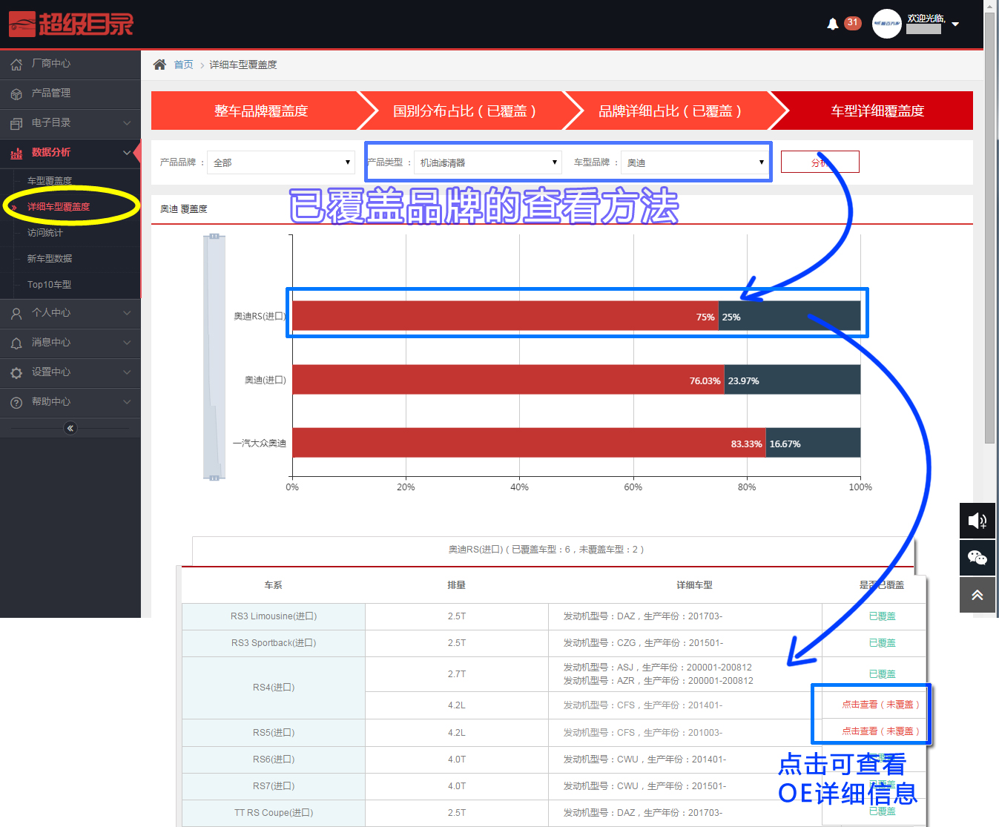 超级目录
31
欢迎光临,
厂商中心
产品管理
电子目录
数据分析
车型覆盖度
详细车型覆盖度
访问统计
新车型数据
Top10车型
个人中心
消息中心
设置中心
帮助中心
首页 > 详细车型覆盖度
整车品牌覆盖度
国别分布占比（已覆盖）
品牌详细占比（已覆盖）
车型详细覆盖度
产品品牌： 全部
产品类型： 机油滤清器
车型品牌： 奥迪
分析
已覆盖品牌的查看方法
奥迪 覆盖度
奥迪RS(进口) 75% 25%
奥迪(进口) 76.03% 23.97%
一汽大众奥迪 83.33% 16.67%
0% 20% 40% 60% 80% 100%
奥迪RS(进口)（已覆盖车型：6，未覆盖车型：2）
车系 排量 详细车型 是否已覆盖
RS3 Limousine(进口) 2.5T 发动机型号：DAZ，生产年份：201703- 已覆盖
RS3 Sportback(进口) 2.5T 发动机型号：CZG，生产年份：201501- 已覆盖
RS4(进口) 2.7T 发动机型号：ASJ，生产年份：200001-200812
发动机型号：AZR，生产年份：200001-200812 已覆盖
4.2L 发动机型号：CFS，生产年份：201401- 点击查看（未覆盖）
RS5(进口) 4.2L 发动机型号：CFS，生产年份：201003- 点击查看（未覆盖）
RS6(进口) 4.0T 发动机型号：CWU，生产年份：201401-
RS7(进口) 4.0T 发动机型号：CWU，生产年份：201501-
TT RS Coupe(进口) 2.5T 发动机型号：DAZ，生产年份：201703- 已覆盖
点击可查看
OE详细信息